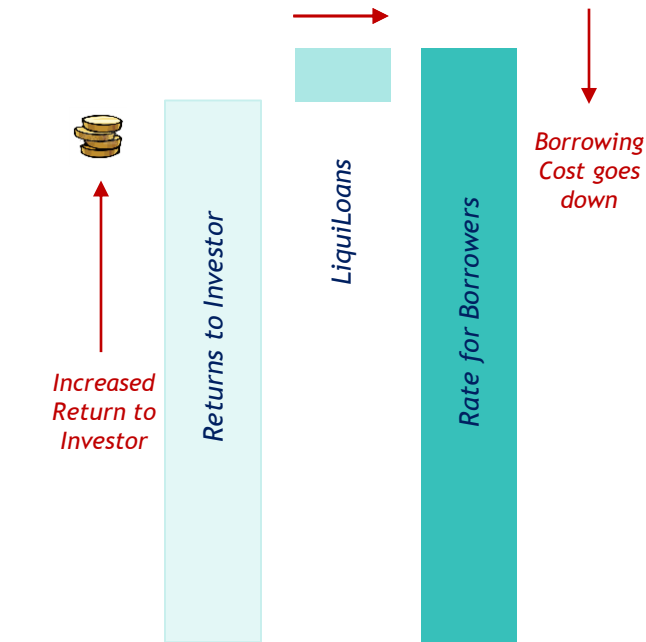 Increased
Return to
Investor
Returns to Investor
LiquiLoans
Rate for Borrowers
Borrowing
Cost goes
down